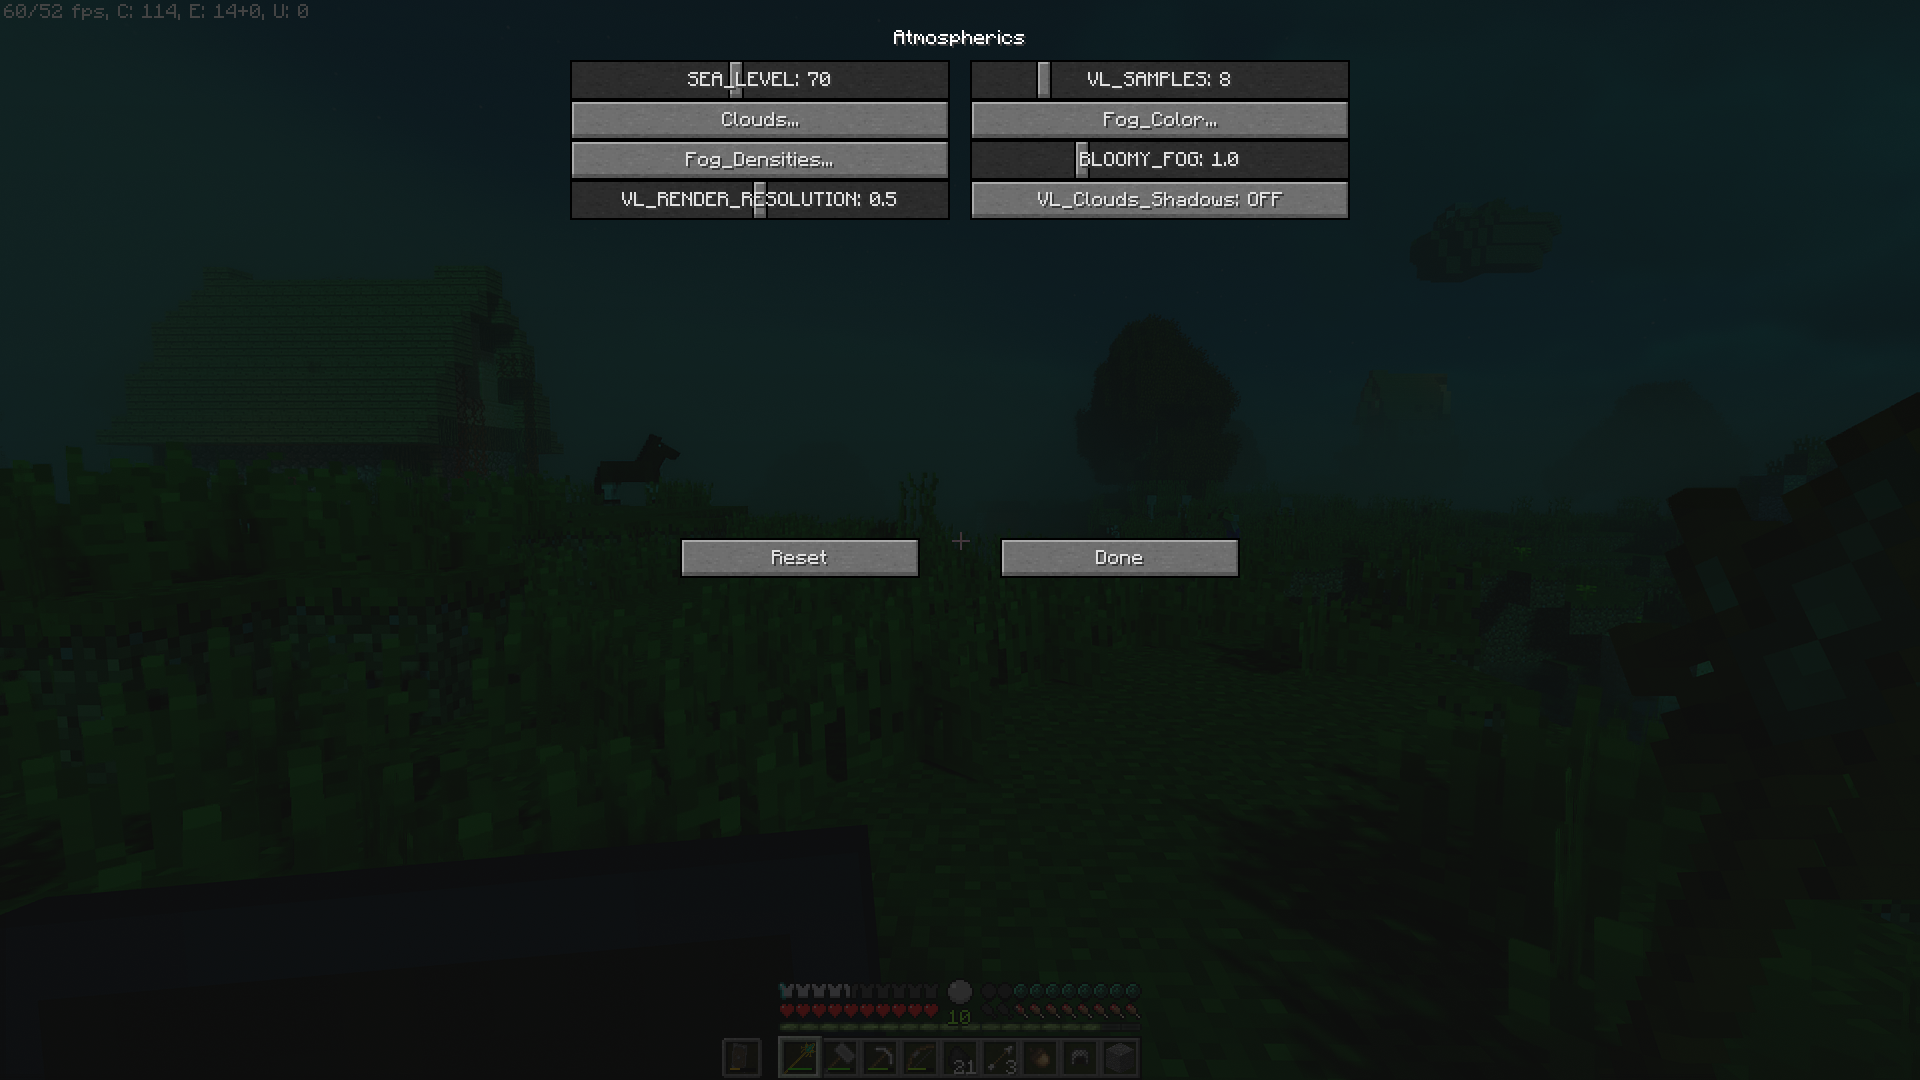 60/52 fps, C: 114, E: 14+0, U: 0
Atmospherics
SEA_LEVEL: 70
VL_SAMPLES: 8
Clouds...
Fog_Color...
Fog_Densities...
BLOOMY_FOG: 1.0
VL_RENDER_RESOLUTION: 0.5
VL_Clouds_Shadows: OFF
Reset
Done
10
21
3